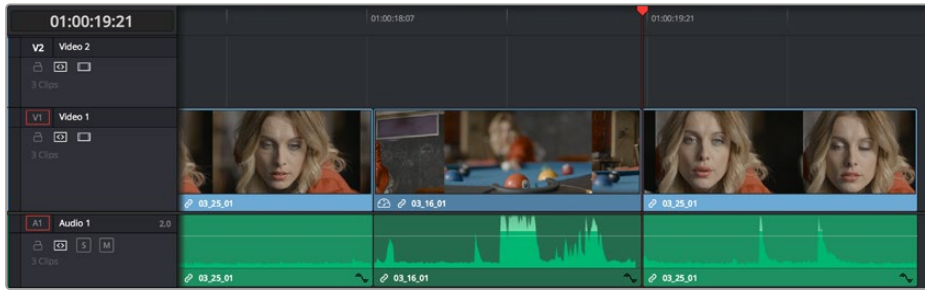 01:00:19:21
01:00:18:07
01:00:19:21
V2 Video 2
3 Clips
V1 Video 1
3 Clips
03_25_01
03_16_01
03_25_01
A1 Audio 1 2.0
S M
3 Clips
03_25_01
03_16_01
03_25_01